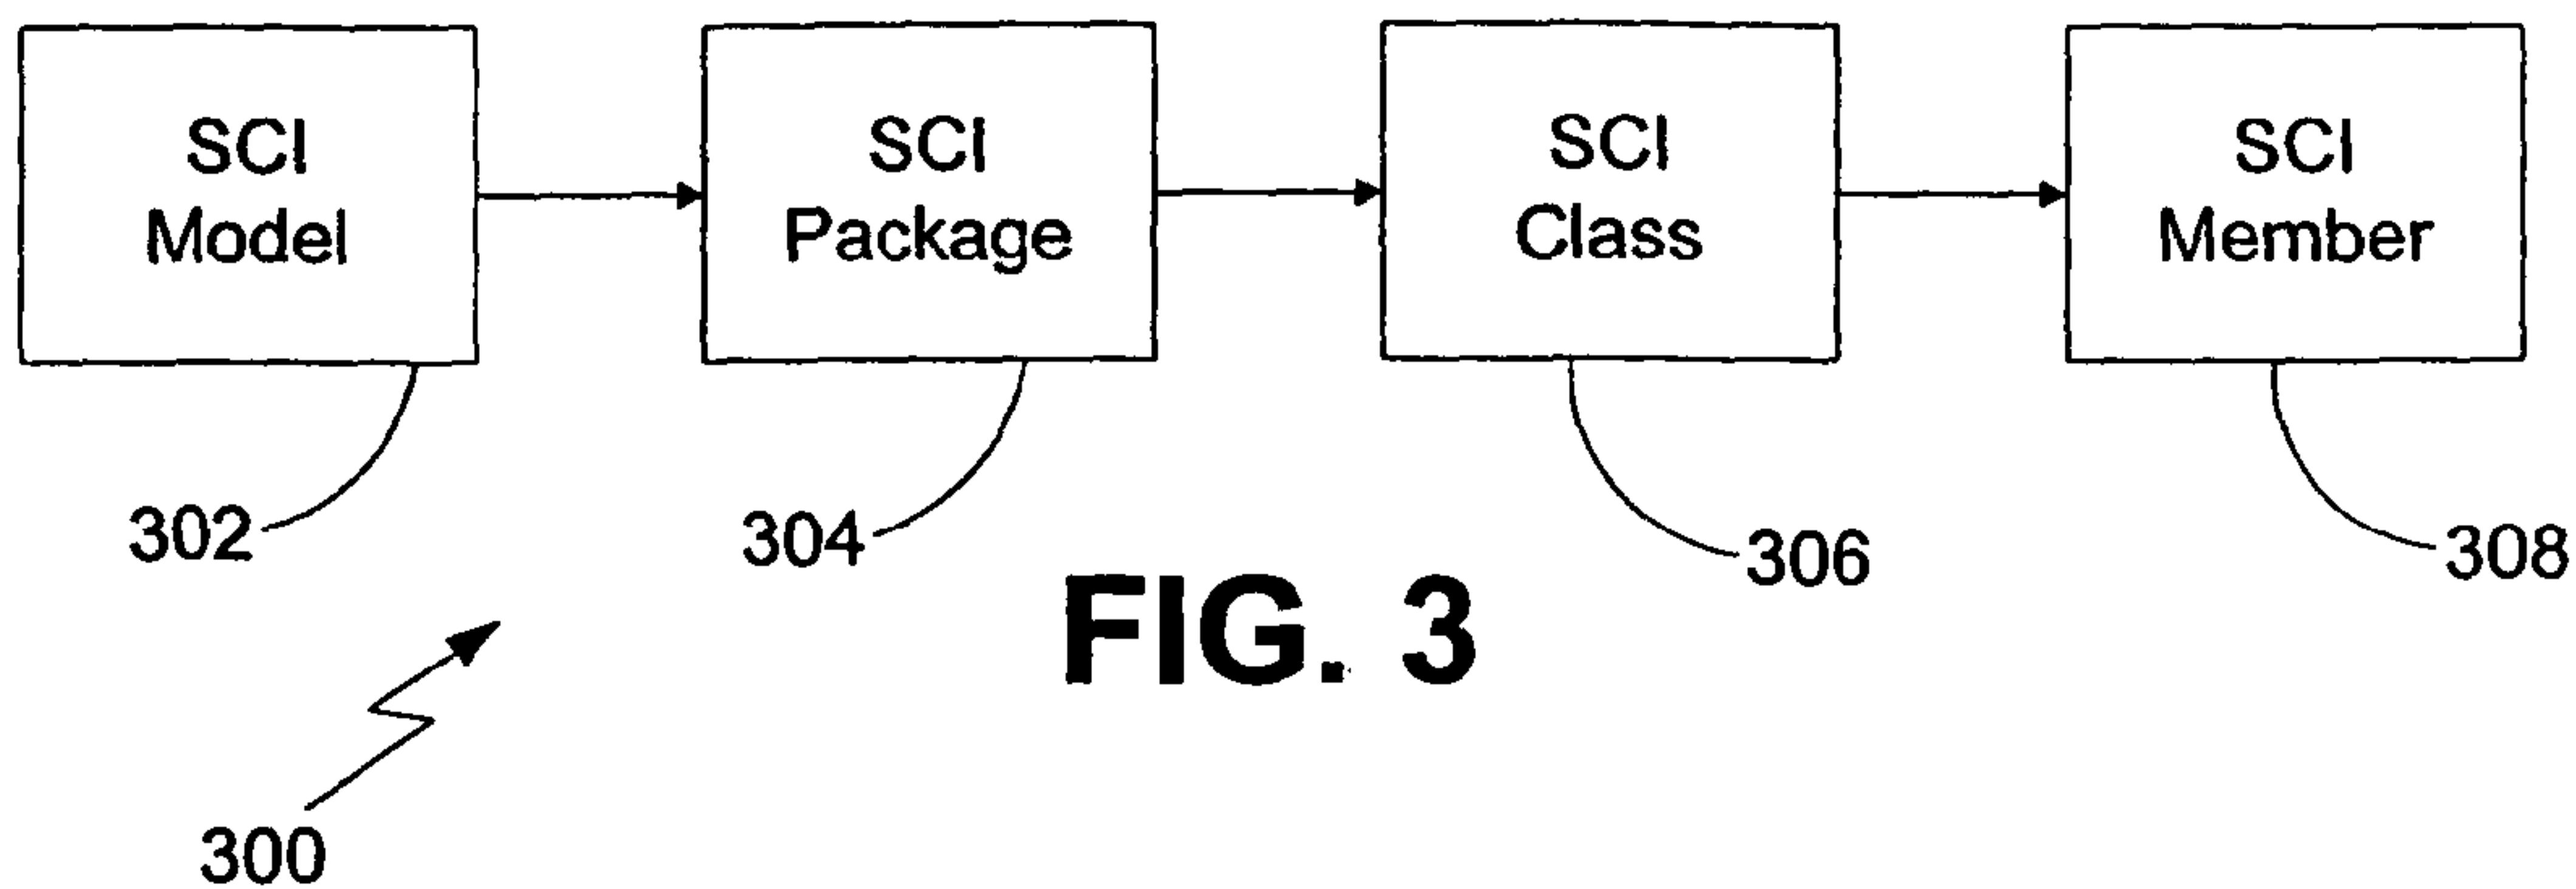 SCI
Model
SCI
Package
SCI
Class
SCI
Member
302
304
306
308
FIG. 3
300